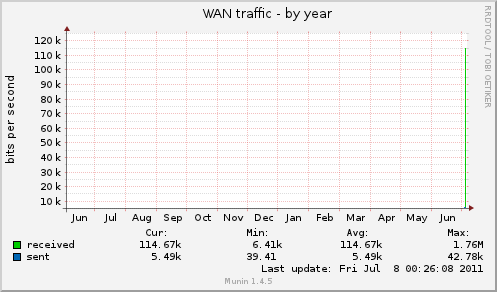 WAN traffic - by year
RRDTOOL / TOBI OETIKER
bits per second
120 k
110 k
100 k
90 k
80 k
70 k
60 k
50 k
40 k
30 k
20 k
10 k
Jun Jul Aug Sep Oct Nov Dec Jan Feb Mar Apr May Jun
Cur: Min: Avg: Max:
received 114.67k 6.41k 114.67k 1.76M
sent 5.49k 39.41 5.49k 42.78k
Last update: Fri Jul 8 00:26:08 2011
Munin 1.4.5